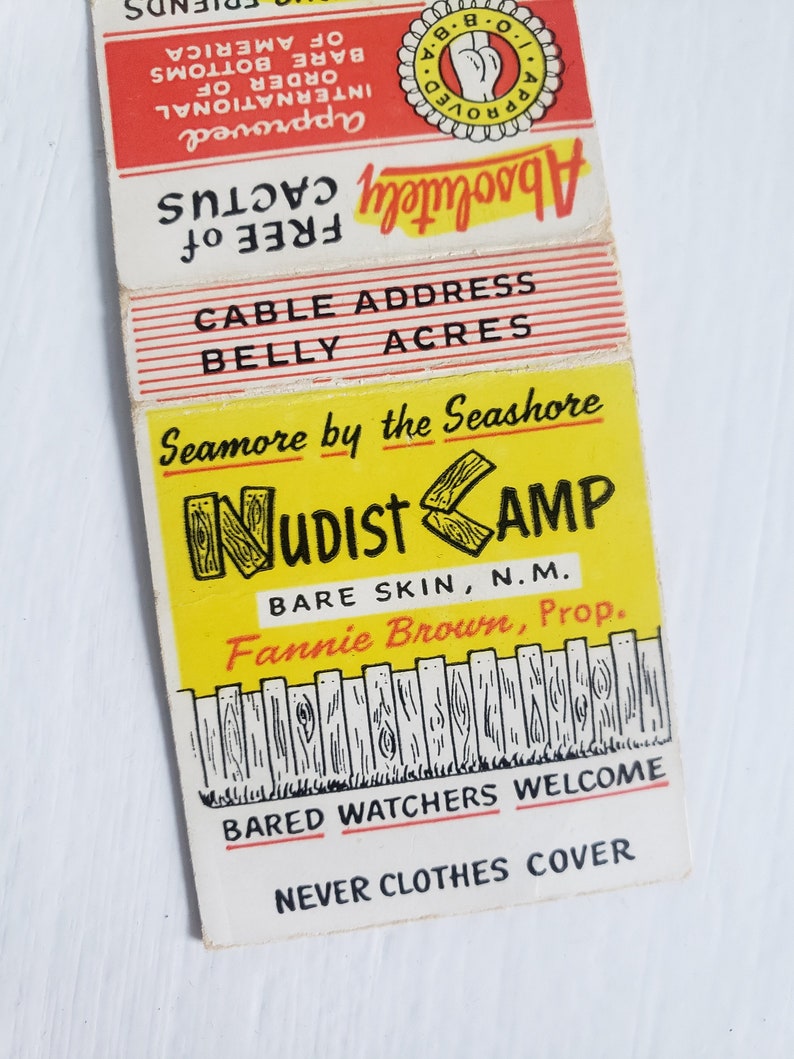 Absolutely
FREE of
CACTUS
Approved
INTERNATIONAL
ORDER OF
BARE BOTTOMS
OF AMERICA
I.O.B.B.A.
APPROVED
FRIENDS
CABLE ADDRESS
BELLY ACRES
Seamore by the Seashore
NUDIST CAMP
BARE SKIN, N.M.
Fannie Brown, Prop.
BARED WATCHERS WELCOME
NEVER CLOTHES COVER